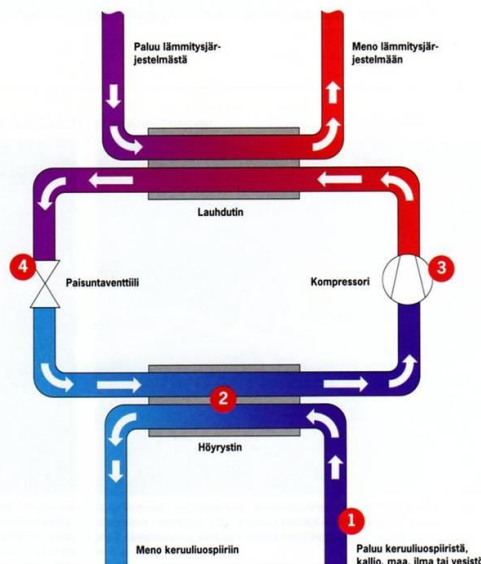 Paluu lämmitysjär-
jestelmästä
Meno lämmitysjär-
jestelmään
Lauhdutin
4
Paisuntaventtiili
Kompressori
3
2
Höyrystin
1
Meno keruuliuospiiriin
Paluu keruuliuospiiristä,
kallio, maa, ilma tai vesistö